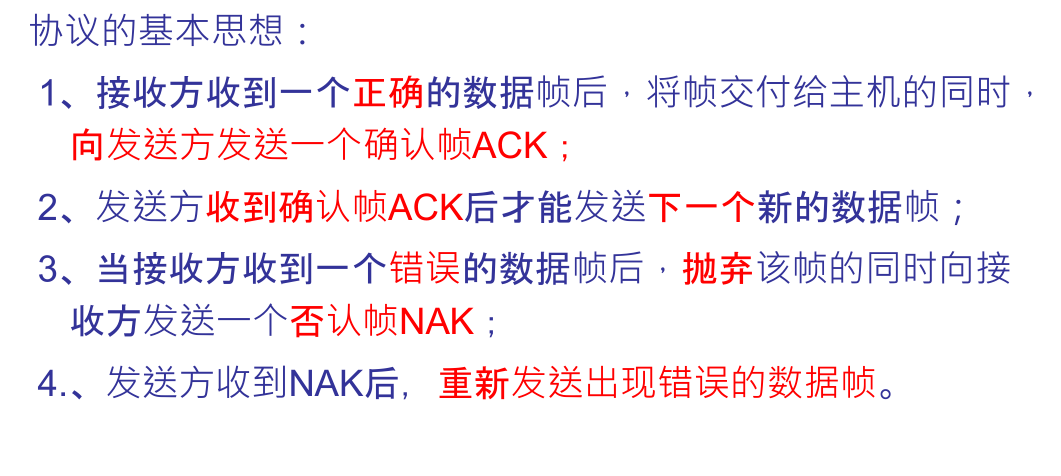 协议的基本思想：
1、接收方收到一个正确的数据帧后，将帧交付给主机的同时，
向发送方发送一个确认帧ACK；
2、发送方收到确认帧ACK后才能发送下一个新的数据帧；
3、当接收方收到一个错误的数据帧后，抛弃该帧的同时向接
收方发送一个否认帧NAK；
4.、发送方收到NAK后,  重新发送出现错误的数据帧。